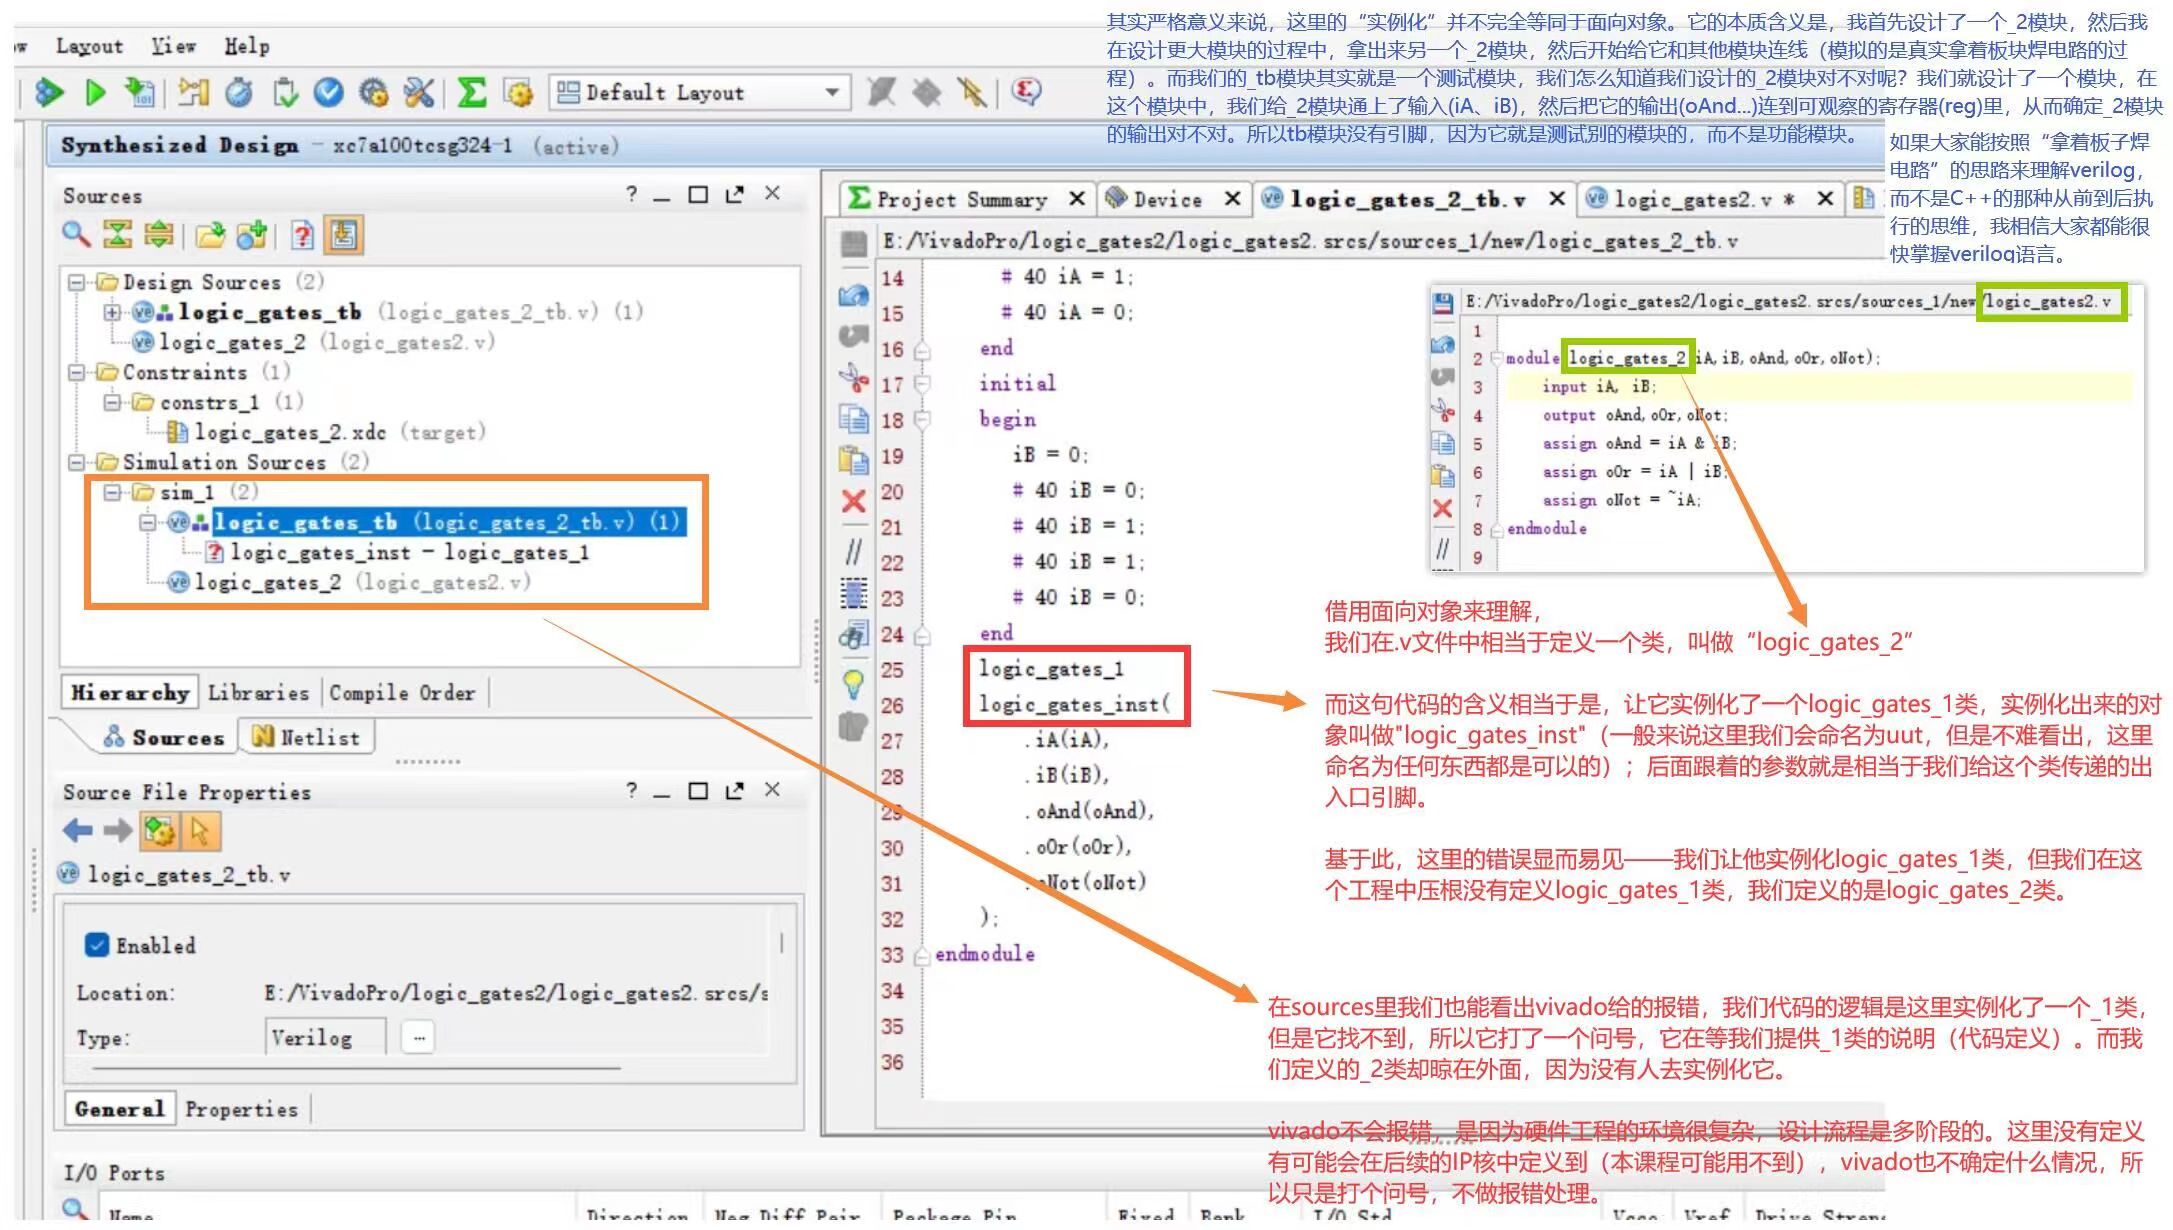 其实严格意义来说，这里的“实例化”并不完全等同于面向对象。它的本质含义是，我首先设计了一个_2模块，然后我
在设计更大模块的过程中，拿出来另一个_2模块，然后开始给它和其他模块连线（模拟的是真实拿着板块焊电路的过
程）。而我们的_tb模块其实就是一个测试模块，我们怎么知道我们设计的_2模块对不对呢？我们就设计了一个模块，在
这个模块中，我们给_2模块通上了输入(iA、iB)，然后把它的输出(oAnd...)连到可观察的寄存器(reg)里，从而确定_2模块
的输出对不对。所以tb模块没有引脚，因为它就是测试别的模块的，而不是功能模块。
如果大家能按照“拿着板子焊
电路”的思路来理解verilog，
而不是C++的那种从前到后执
行的思维，我相信大家都能很
快掌握verilog语言。
Layout View Help
Default Layout
Synthesized Design - xc7a100tcsg324-1 (active)
Sources ? _
Design Sources (2)
logic_gates_tb (logic_gates_2_tb.v) (1)
logic_gates_2 (logic_gates2.v)
Constraints (1)
constrs_1 (1)
logic_gates_2.xdc (target)
Simulation Sources (2)
sim_1 (2)
logic_gates_tb (logic_gates_2_tb.v) (1)
logic_gates_inst - logic_gates_1
logic_gates_2 (logic_gates2.v)
Hierarchy Libraries Compile Order
Sources Netlist
Source File Properties ? _
logic_gates_2_tb.v
Enabled
Location: E:/VivadoPro/logic_gates2/logic_gates2.srcs/s
Type: Verilog ...
General Properties
I/O Ports
Name Direction Neg Diff Pair Package Pin Fixed Bank I/O Std Vcco Vref Drive Stren
Project Summary Device logic_gates_2_tb.v logic_gates2.v *
E:/VivadoPro/logic_gates2/logic_gates2.srcs/sources_1/new/logic_gates_2_tb.v
14 # 40 iA = 1;
15 # 40 iA = 0;
16 end
17 initial
18 begin
19 iB = 0;
20 # 40 iB = 0;
21 # 40 iB = 1;
22 # 40 iB = 1;
23 # 40 iB = 0;
24 end
25 logic_gates_1
26 logic_gates_inst(
27 .iA(iA),
28 .iB(iB),
29 .oAnd(oAnd),
30 .oOr(oOr),
31 .oNot(oNot)
32 );
33 endmodule
34
35
36
E:/VivadoPro/logic_gates2/logic_gates2.srcs/sources_1/new/logic_gates2.v
1
2 module logic_gates_2(iA,iB,oAnd,oOr,oNot);
3 input iA, iB;
4 output oAnd,oOr,oNot;
5 assign oAnd = iA & iB;
6 assign oOr = iA | iB;
7 assign oNot = ~iA;
8 endmodule
9
借用面向对象来理解，
我们在.v文件中相当于定义一个类，叫做“logic_gates_2”
而这句代码的含义相当于是，让它实例化了一个logic_gates_1类，实例化出来的对
象叫做"logic_gates_inst"（一般来说这里我们会命名为uut，但是不难看出，这里
命名为任何东西都是可以的）；后面跟着的参数就是相当于我们给这个类传递的出
入口引脚。
基于此，这里的错误显而易见——我们让他实例化logic_gates_1类，但我们在这
个工程中压根没有定义logic_gates_1类，我们定义的是logic_gates_2类。
在sources里我们也能看出vivado给的报错，我们代码的逻辑是这里实例化了一个_1类，
但是它找不到，所以它打了一个问号，它在等我们提供_1类的说明（代码定义）。而我
们定义的_2类却晾在外面，因为没有人去实例化它。
vivado不会报错，是因为硬件工程的环境很复杂，设计流程是多阶段的。这里没有定义
有可能会在后续的IP核中定义到（本课程可能用不到），vivado也不确定什么情况，所
以只是打个问号，不做报错处理。